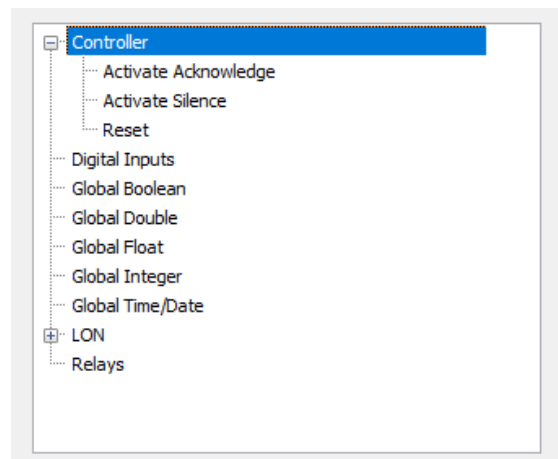 Controller
Activate Acknowledge
Activate Silence
Reset
Digital Inputs
Global Boolean
Global Double
Global Float
Global Integer
Global Time/Date
LON
Relays